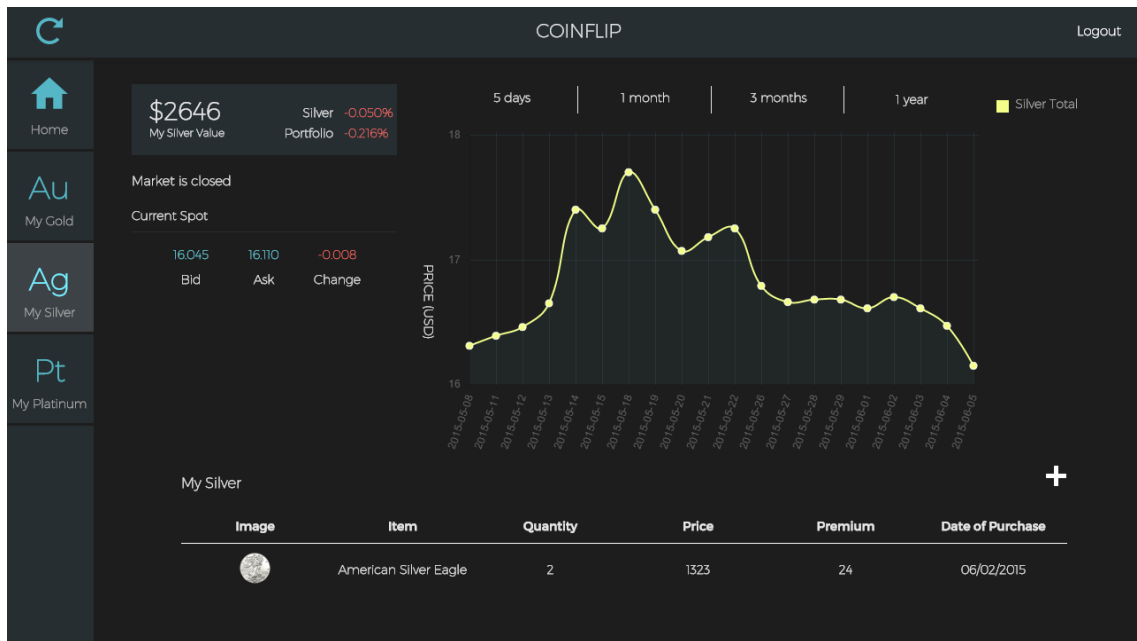 COINFLIP
Logout
Home
Au
My Gold
Ag
My Silver
Pt
My Platinum
$2646
My Silver Value
Silver -0.050%
Portfolio -0.216%
Market is closed
Current Spot
16.045 16.110 -0.008
Bid Ask Change
5 days 1 month 3 months 1 year
Silver Total
PRICE (USD)
18
17
16
2015-05-08
2015-05-11
2015-05-12
2015-05-13
2015-05-14
2015-05-15
2015-05-18
2015-05-19
2015-05-20
2015-05-21
2015-05-22
2015-05-26
2015-05-27
2015-05-28
2015-05-29
2015-06-01
2015-06-02
2015-06-03
2015-06-04
2015-06-05
My Silver
Image Item Quantity Price Premium Date of Purchase
American Silver Eagle 2 1323 24 06/02/2015